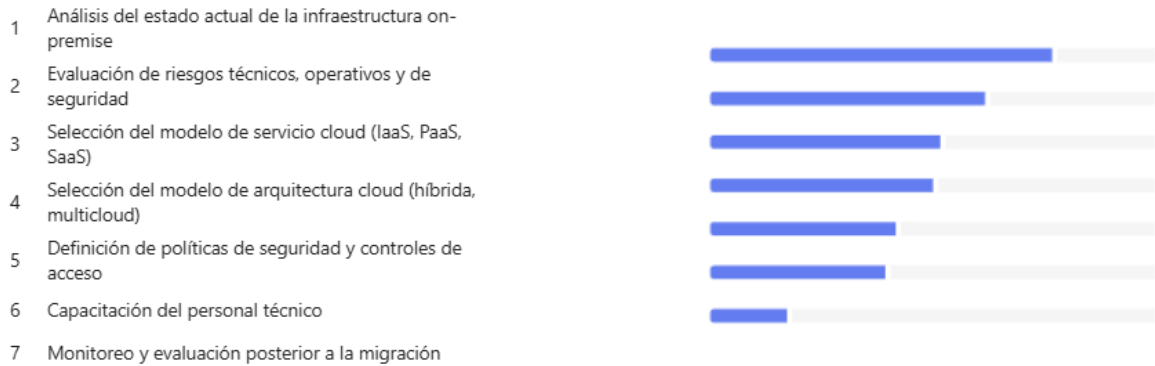 1 Análisis del estado actual de la infraestructura on-
premise
2 Evaluación de riesgos técnicos, operativos y de
seguridad
3 Selección del modelo de servicio cloud (IaaS, PaaS,
SaaS)
4 Selección del modelo de arquitectura cloud (híbrida,
multicloud)
5 Definición de políticas de seguridad y controles de
acceso
6 Capacitación del personal técnico
7 Monitoreo y evaluación posterior a la migración